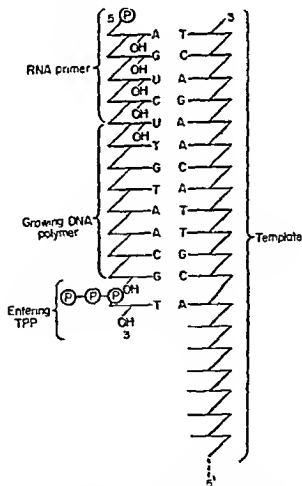 5 P 3
A T
OH
G C
OH
RNA primer
U A
OH
C G
OH
U A
OH
T A
G C
T A
A T
Growing DNA
polymer
A T
Template
C G
G C
OH
P P P
T A
Entering
TPP
OH
3
5'